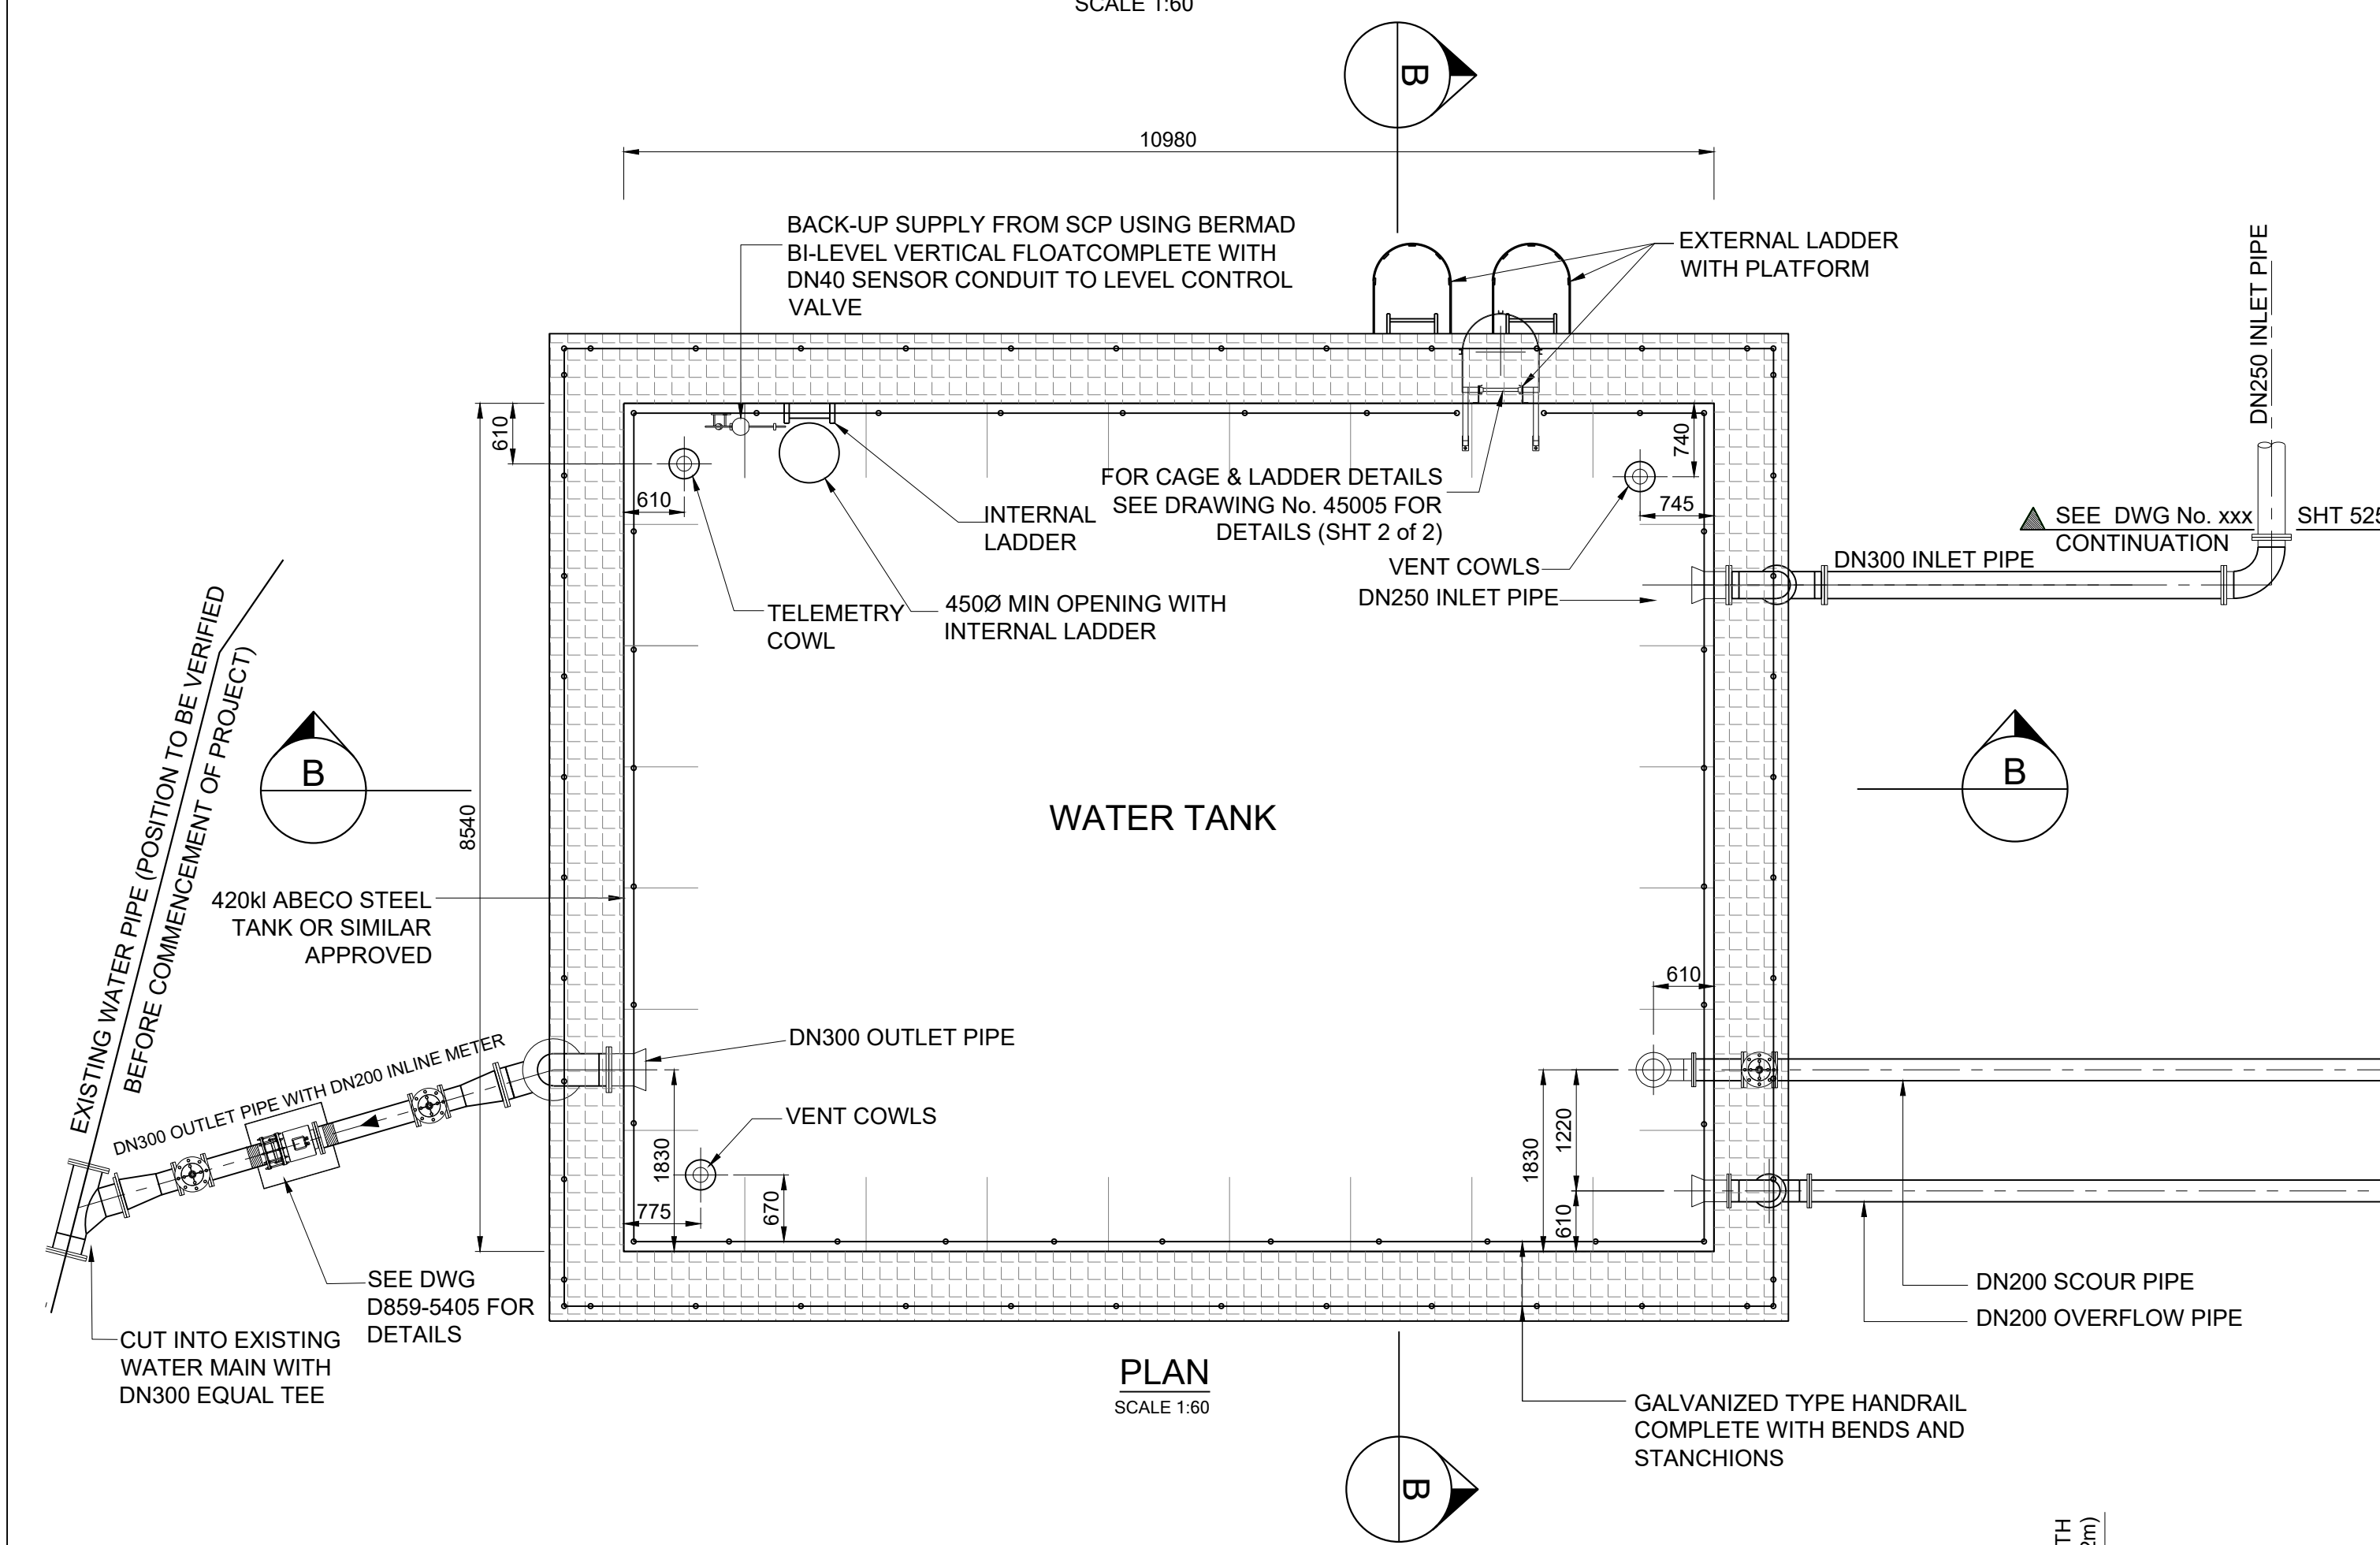 SCALE 1:60
B
10980
BACK-UP SUPPLY FROM SCP USING BERMAD
BI-LEVEL VERTICAL FLOATCOMPLETE WITH
DN40 SENSOR CONDUIT TO LEVEL CONTROL
VALVE
EXTERNAL LADDER
WITH PLATFORM
DN250 INLET PIPE
610
610
740
745
FOR CAGE & LADDER DETAILS
SEE DRAWING No. 45005 FOR
DETAILS (SHT 2 of 2)
INTERNAL
LADDER
SEE DWG No. xxx SHT 525
CONTINUATION
VENT COWLS
DN250 INLET PIPE
DN300 INLET PIPE
TELEMETRY
COWL
450Ø MIN OPENING WITH
INTERNAL LADDER
EXISTING WATER PIPE (POSITION TO BE VERIFIED
BEFORE COMMENCEMENT OF PROJECT)
B
B
8540
WATER TANK
420kl ABECO STEEL
TANK OR SIMILAR
APPROVED
610
DN300 OUTLET PIPE
DN300 OUTLET PIPE WITH DN200 INLINE METER
VENT COWLS
1830
775
670
1830
1220
610
SEE DWG
D859-5405 FOR
DETAILS
CUT INTO EXISTING
WATER MAIN WITH
DN300 EQUAL TEE
DN200 SCOUR PIPE
DN200 OVERFLOW PIPE
PLAN
SCALE 1:60
GALVANIZED TYPE HANDRAIL
COMPLETE WITH BENDS AND
STANCHIONS
B
TH
2m)